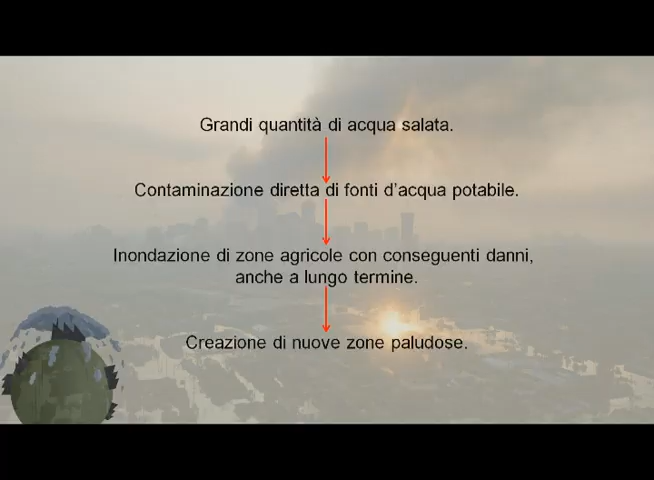 Grandi quantità di acqua salata.
Contaminazione diretta di fonti d'acqua potabile.
Inondazione di zone agricole con conseguenti danni,
anche a lungo termine.
Creazione di nuove zone paludose.